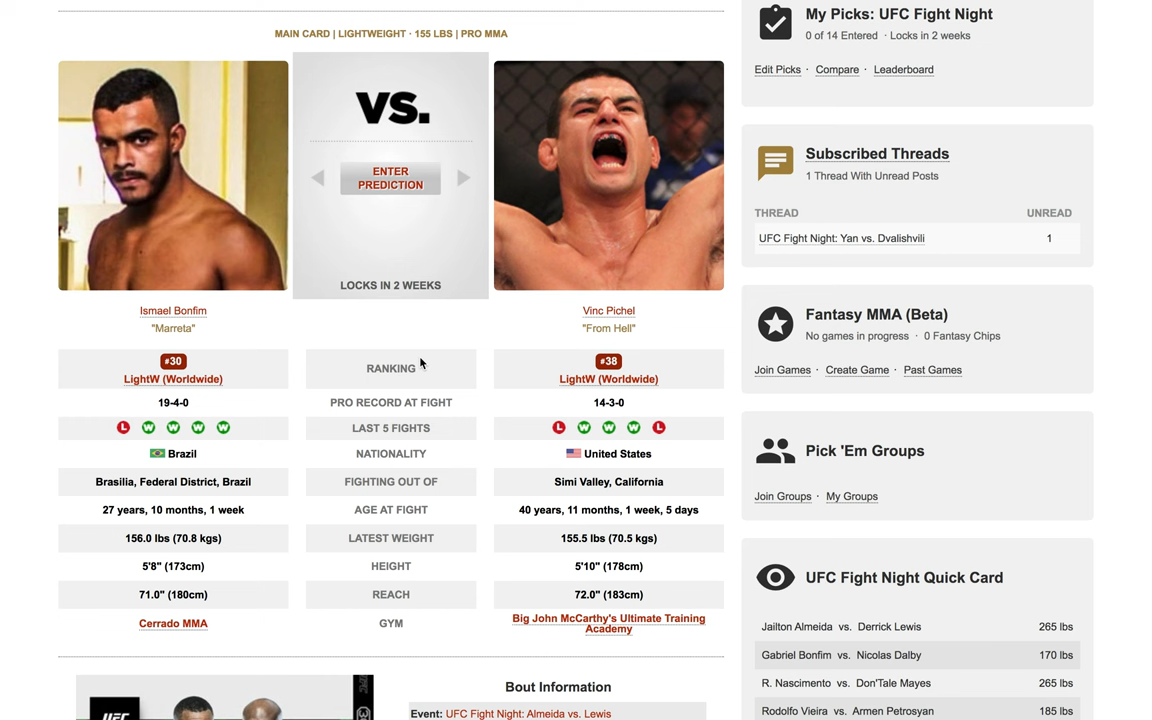 MAIN CARD | LIGHTWEIGHT · 155 LBS | PRO MMA
VS.
ENTER
PREDICTION
LOCKS IN 2 WEEKS
Ismael Bonfim
"Marreta"
Vinc Pichel
"From Hell"
#30
LightW (Worldwide)
RANKING
#38
LightW (Worldwide)
19-4-0
PRO RECORD AT FIGHT
14-3-0
L W W W W
LAST 5 FIGHTS
L W W W L
Brazil
NATIONALITY
United States
Brasilia, Federal District, Brazil
FIGHTING OUT OF
Simi Valley, California
27 years, 10 months, 1 week
AGE AT FIGHT
40 years, 11 months, 1 week, 5 days
156.0 lbs (70.8 kgs)
LATEST WEIGHT
155.5 lbs (70.5 kgs)
5'8" (173cm)
HEIGHT
5'10" (178cm)
71.0" (180cm)
REACH
72.0" (183cm)
Cerrado MMA
GYM
Big John McCarthy's Ultimate Training
Academy
UFC
Bout Information
Event: UFC Fight Night: Almeida vs. Lewis
My Picks: UFC Fight Night
0 of 14 Entered · Locks in 2 weeks
Edit Picks · Compare · Leaderboard
Subscribed Threads
1 Thread With Unread Posts
THREAD UNREAD
UFC Fight Night: Yan vs. Dvalishvili 1
Fantasy MMA (Beta)
No games in progress · 0 Fantasy Chips
Join Games · Create Game · Past Games
Pick 'Em Groups
Join Groups · My Groups
UFC Fight Night Quick Card
Jailton Almeida vs. Derrick Lewis 265 lbs
Gabriel Bonfim vs. Nicolas Dalby 170 lbs
R. Nascimento vs. Don'Tale Mayes 265 lbs
Rodolfo Vieira vs. Armen Petrosyan 185 lbs